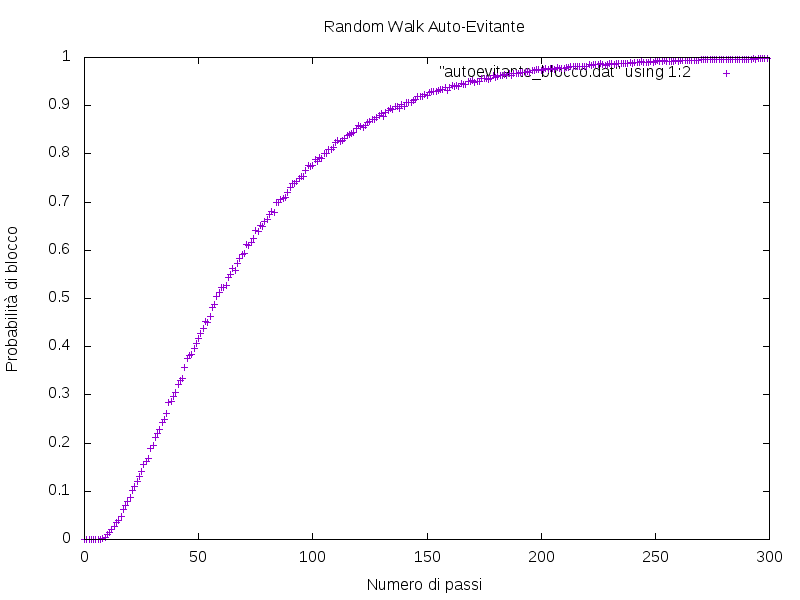 Random Walk Auto-Evitante
"autoevitante_blocco.dat" using 1:2
1
0.9
0.8
0.7
0.6
0.5
0.4
0.3
0.2
0.1
0
Probabilità di blocco
0 50 100 150 200 250 300
Numero di passi